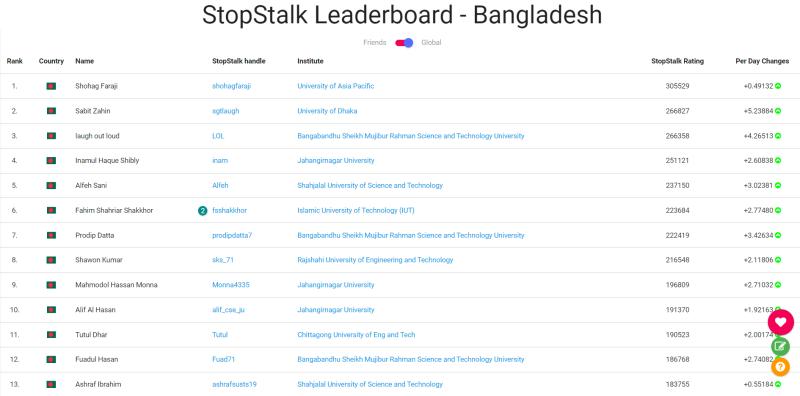 StopStalk Leaderboard - Bangladesh
Friends Global
Rank Country Name StopStalk handle Institute StopStalk Rating Per Day Changes
1. Shohag Faraji shohagfaraji University of Asia Pacific 305529 +0.49132
2. Sabit Zahin sgtlaugh University of Dhaka 266827 +5.23884
3. laugh out loud LOL Bangabandhu Sheikh Mujibur Rahman Science and Technology University 266358 +4.26513
4. Inamul Haque Shibly inam Jahangirnagar University 251121 +2.60838
5. Alfeh Sani Alfeh Shahjalal University of Science and Technology 237150 +3.02381
6. Fahim Shahriar Shakkhor 2 fsshakkhor Islamic University of Technology (IUT) 223684 +2.77480
7. Prodip Datta prodipdatta7 Bangabandhu Sheikh Mujibur Rahman Science and Technology University 222419 +3.42634
8. Shawon Kumar sks_71 Rajshahi University of Engineering and Technology 216548 +2.11806
9. Mahmodol Hassan Monna Monna4335 Jahangirnagar University 196809 +2.71032
10. Alif Al Hasan alif_cse_ju Jahangirnagar University 191370 +1.92163
11. Tutul Dhar Tutul Chittagong University of Eng and Tech 190523 +2.00174
12. Fuadul Hasan Fuad71 Bangabandhu Sheikh Mujibur Rahman Science and Technology University 186768 +2.74082
13. Ashraf Ibrahim ashrafsusts19 Shahjalal University of Science and Technology 183755 +0.55184
?